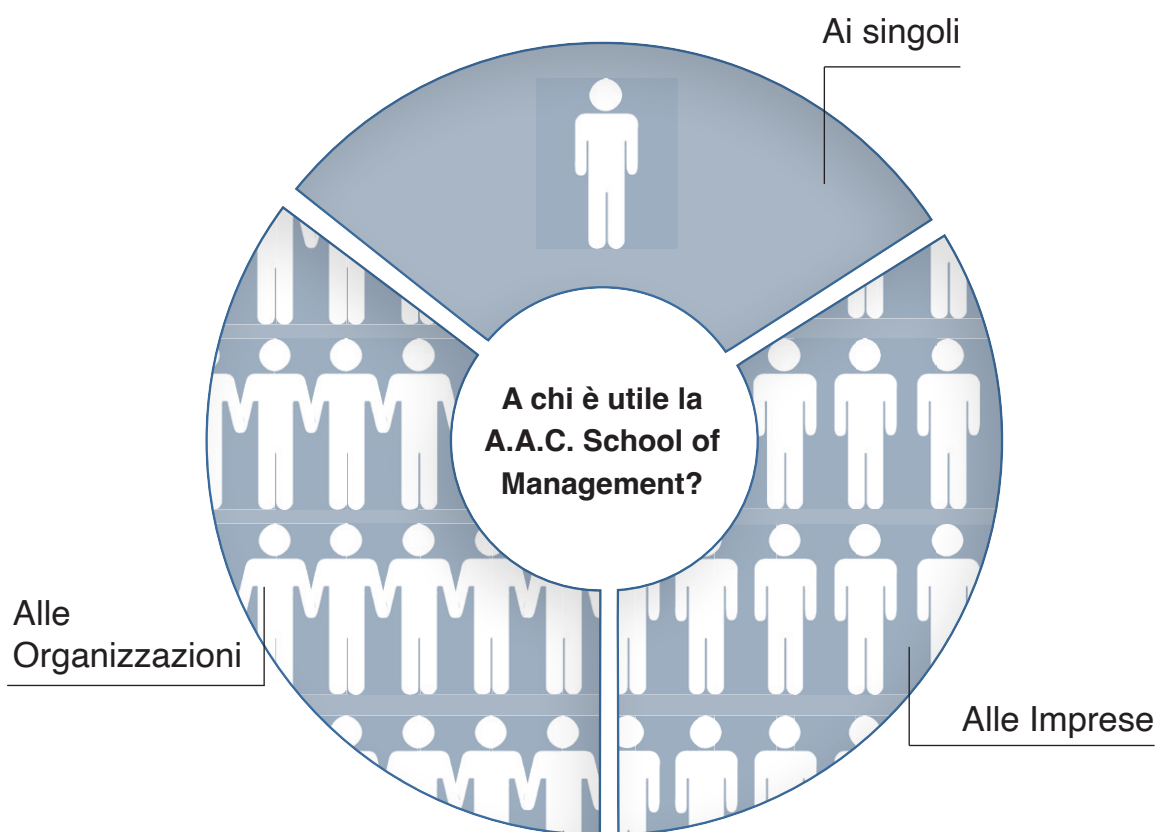 Ai singoli
A chi è utile la
A.A.C. School of
Management?
Alle
Organizzazioni
Alle Imprese